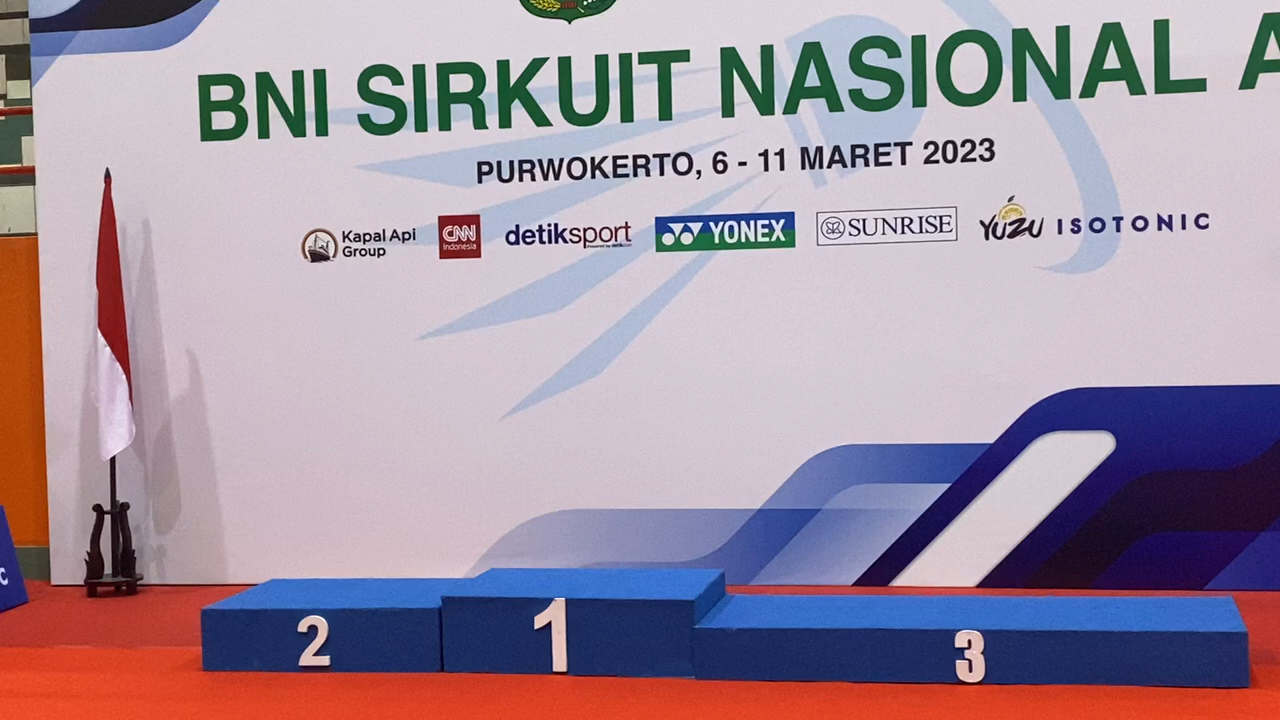 BNI SIRKUIT NASIONAL A
PURWOKERTO, 6 - 11 MARET 2023
Kapal Api
Group
CNN
Indonesia
detiksport
YONEX
SUNRISE
YUZU ISOTONIC
C
2
1
3